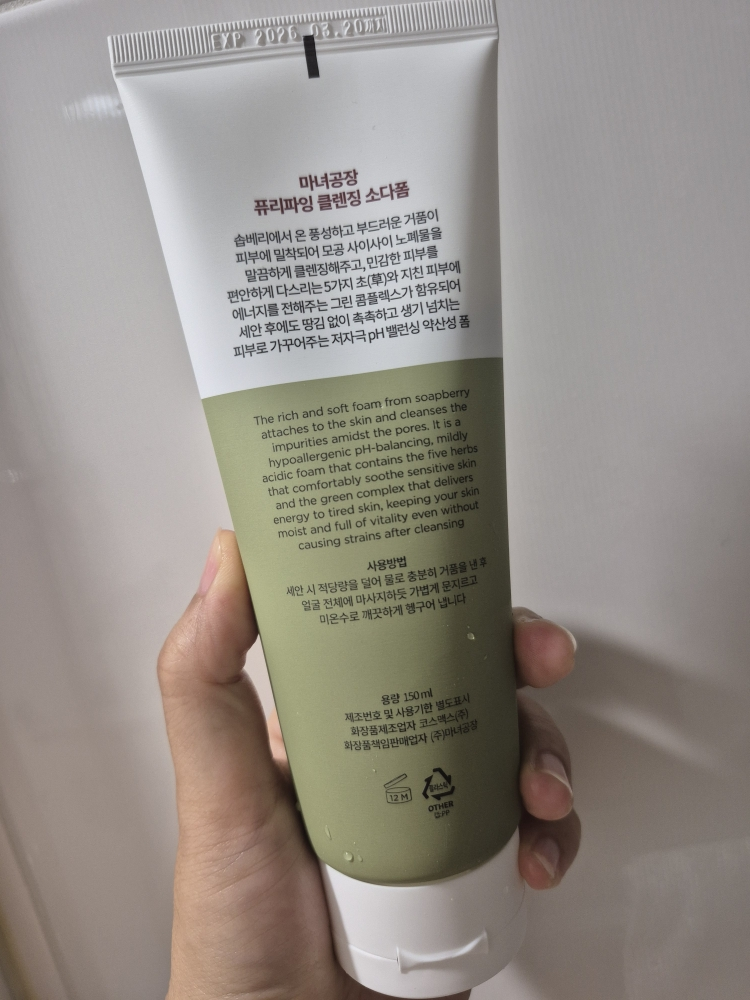 EXP 2026.03.20까지
마녀공장
퓨리파잉 클렌징 소다폼
솝베리에서 온 풍성하고 부드러운 거품이
피부에 밀착되어 모공 사이사이 노폐물을
말끔하게 클렌징해주고, 민감한 피부를
편안하게 다스리는 5가지 초(草)와 지친 피부에
에너지를 전해주는 그린 콤플렉스가 함유되어
세안 후에도 땅김 없이 촉촉하고 생기 넘치는
피부로 가꾸어주는 저자극 pH 밸런싱 약산성 폼
The rich and soft foam from soapberry
attaches to the skin and cleanses the
impurities amidst the pores. It is a
hypoallergenic pH-balancing, mildly
acidic foam that contains the five herbs
that comfortably soothe sensitive skin
and the green complex that delivers
energy to tired skin, keeping your skin
moist and full of vitality even without
causing strains after cleansing
사용방법
세안 시 적당량을 덜어 물로 충분히 거품을 낸 후
얼굴 전체에 마사지하듯 가볍게 문지르고
미온수로 깨끗하게 헹구어 냅니다
용량 150ml
제조번호 및 사용기한 별도표시
화장품제조업자 코스맥스(주)
화장품책임판매업자 (주)마녀공장
12 M
플라스틱
OTHER
캡:PP